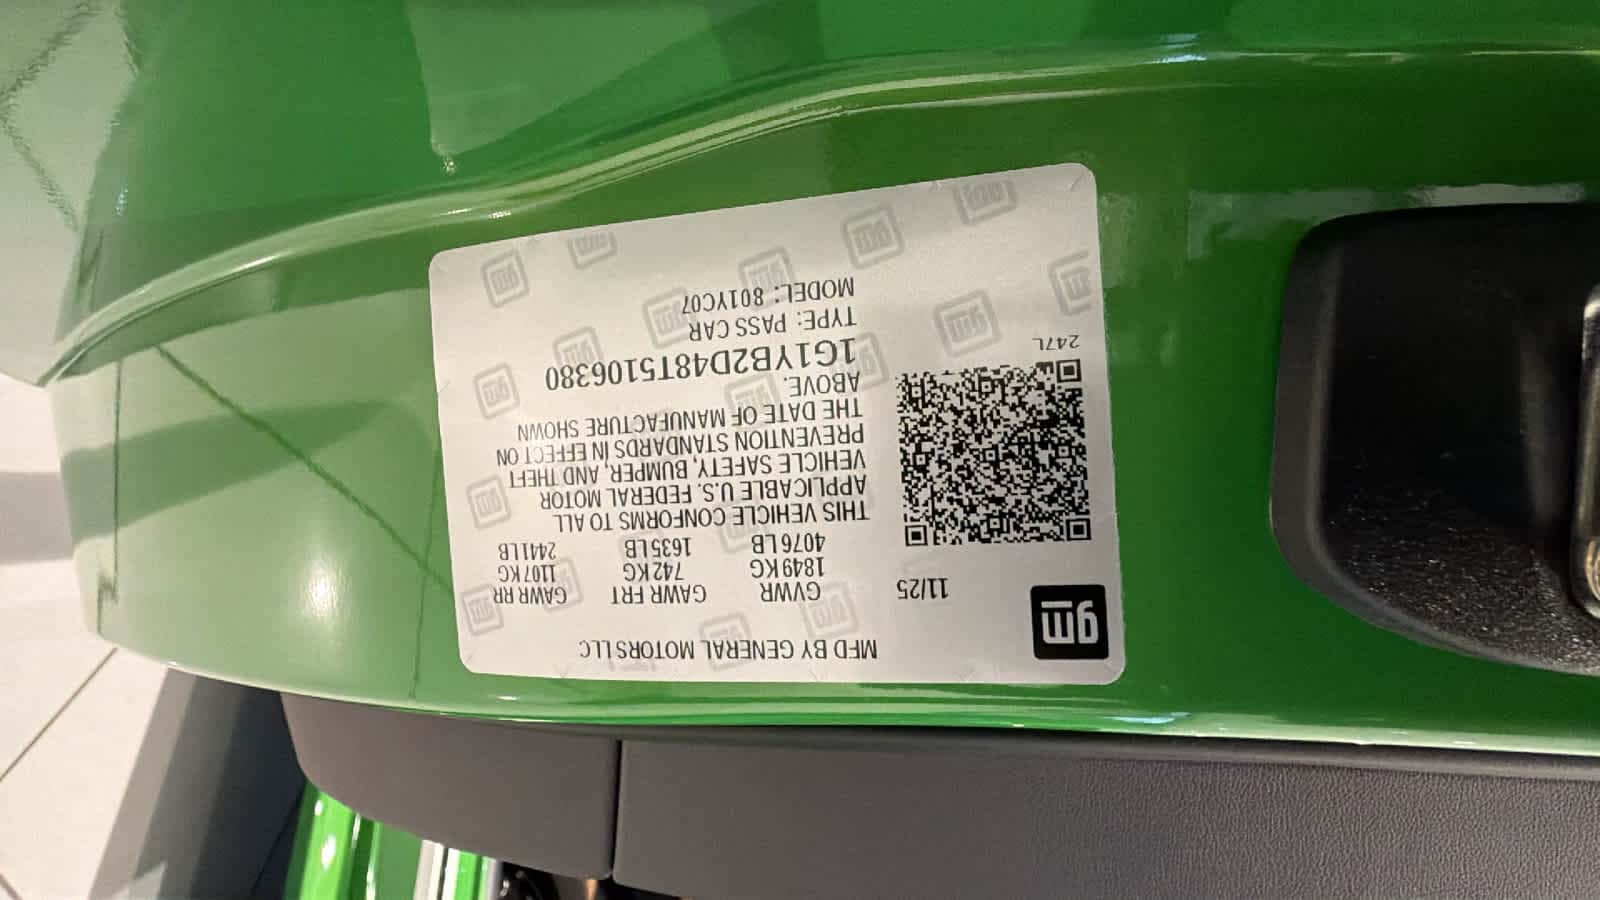 gm
MFD BY GENERAL MOTORS LLC
11/25
GVWR GAWR FRT GAWR RR
1849 KG 742 KG 1107 KG
4076 LB 1635 LB 2441 LB
THIS VEHICLE CONFORMS TO ALL
APPLICABLE U.S. FEDERAL MOTOR
VEHICLE SAFETY, BUMPER, AND THEFT
PREVENTION STANDARDS IN EFFECT ON
THE DATE OF MANUFACTURE SHOWN
ABOVE.
1G1YB2D48T5106380
TYPE: PASS CAR
MODEL: 801YC07
247L